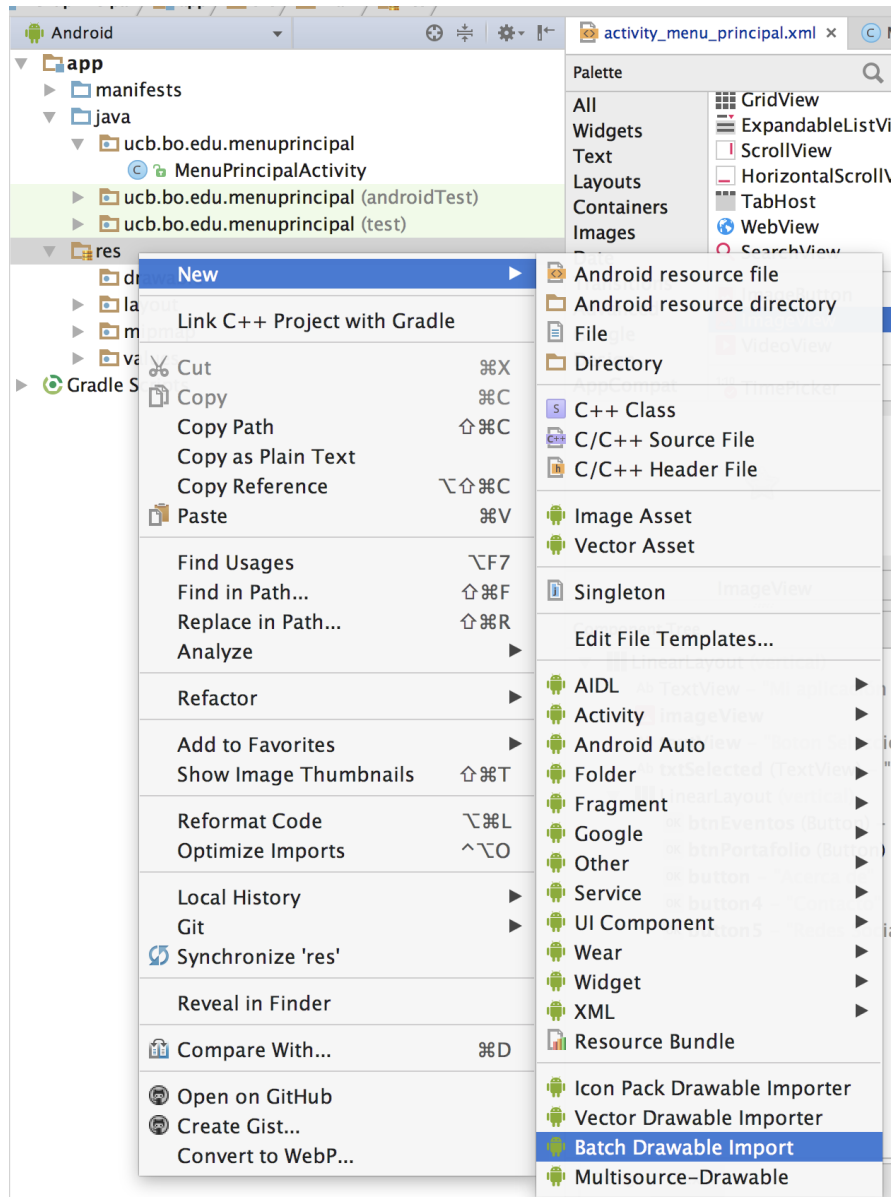 Android
activity_menu_principal.xml
app
manifests
java
ucb.bo.edu.menuprincipal
MenuPrincipalActivity
ucb.bo.edu.menuprincipal (androidTest)
ucb.bo.edu.menuprincipal (test)
res
Gradle S
Palette
All
Widgets
Text
Layouts
Containers
Images
GridView
ExpandableListVi
ScrollView
HorizontalScrollV
TabHost
WebView
SearchView
New
Link C++ Project with Gradle
Cut ⌘X
Copy ⌘C
Copy Path ⇧⌘C
Copy as Plain Text
Copy Reference ⌥⇧⌘C
Paste ⌘V
Find Usages ⌥F7
Find in Path... ⇧⌘F
Replace in Path... ⇧⌘R
Analyze
Refactor
Add to Favorites
Show Image Thumbnails ⇧⌘T
Reformat Code ⌥⌘L
Optimize Imports ^⌥O
Local History
Git
Synchronize 'res'
Reveal in Finder
Compare With... ⌘D
Open on GitHub
Create Gist...
Convert to WebP...
Android resource file
Android resource directory
File
Directory
C++ Class
C/C++ Source File
C/C++ Header File
Image Asset
Vector Asset
Singleton
Edit File Templates...
AIDL
Activity
Android Auto
Folder
Fragment
Google
Other
Service
UI Component
Wear
Widget
XML
Resource Bundle
Icon Pack Drawable Importer
Vector Drawable Importer
Batch Drawable Import
Multisource-Drawable